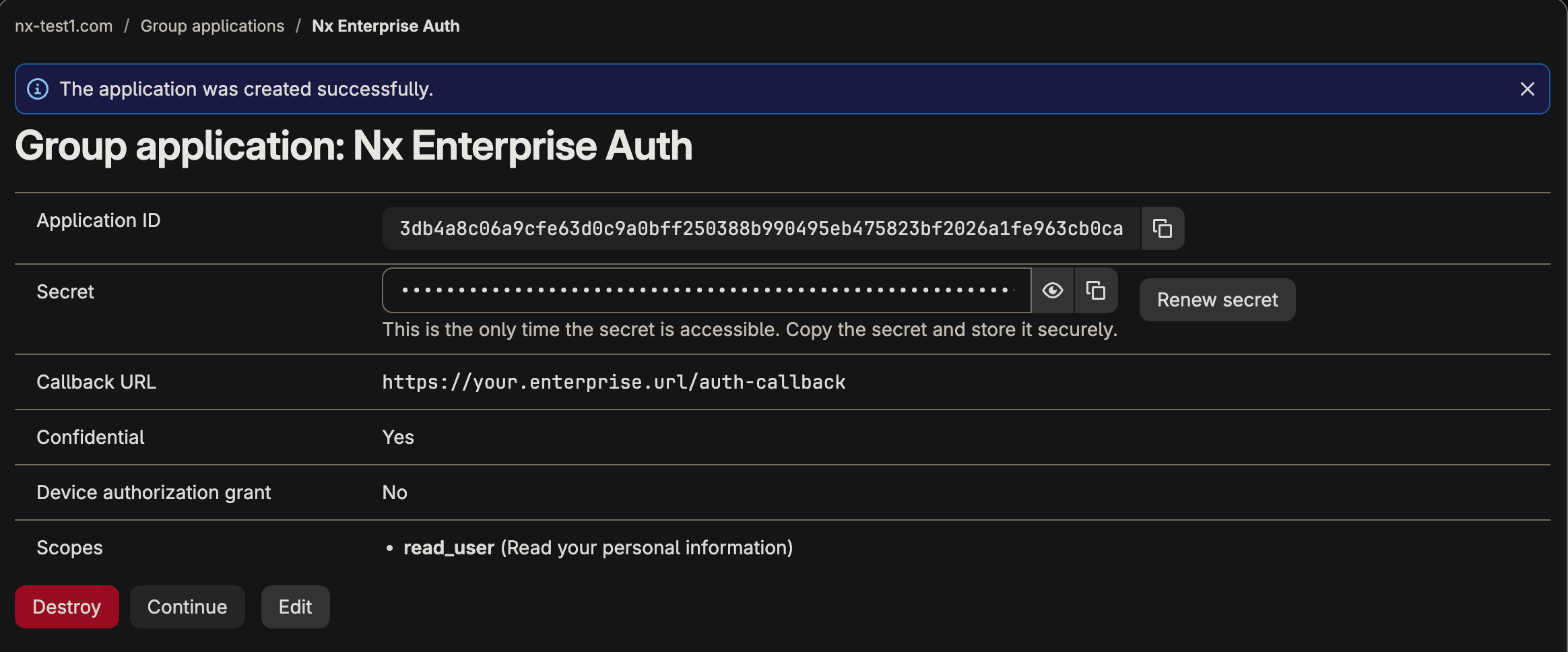 nx-test1.com / Group applications / Nx Enterprise Auth
The application was created successfully.
Group application: Nx Enterprise Auth
Application ID
3db4a8c06a9cfe63d0c9a0bff250388b990495eb475823bf2026a1fe963cb0ca
Secret
Renew secret
This is the only time the secret is accessible. Copy the secret and store it securely.
Callback URL
https://your.enterprise.url/auth-callback
Confidential
Yes
Device authorization grant
No
Scopes
• read_user (Read your personal information)
Destroy
Continue
Edit